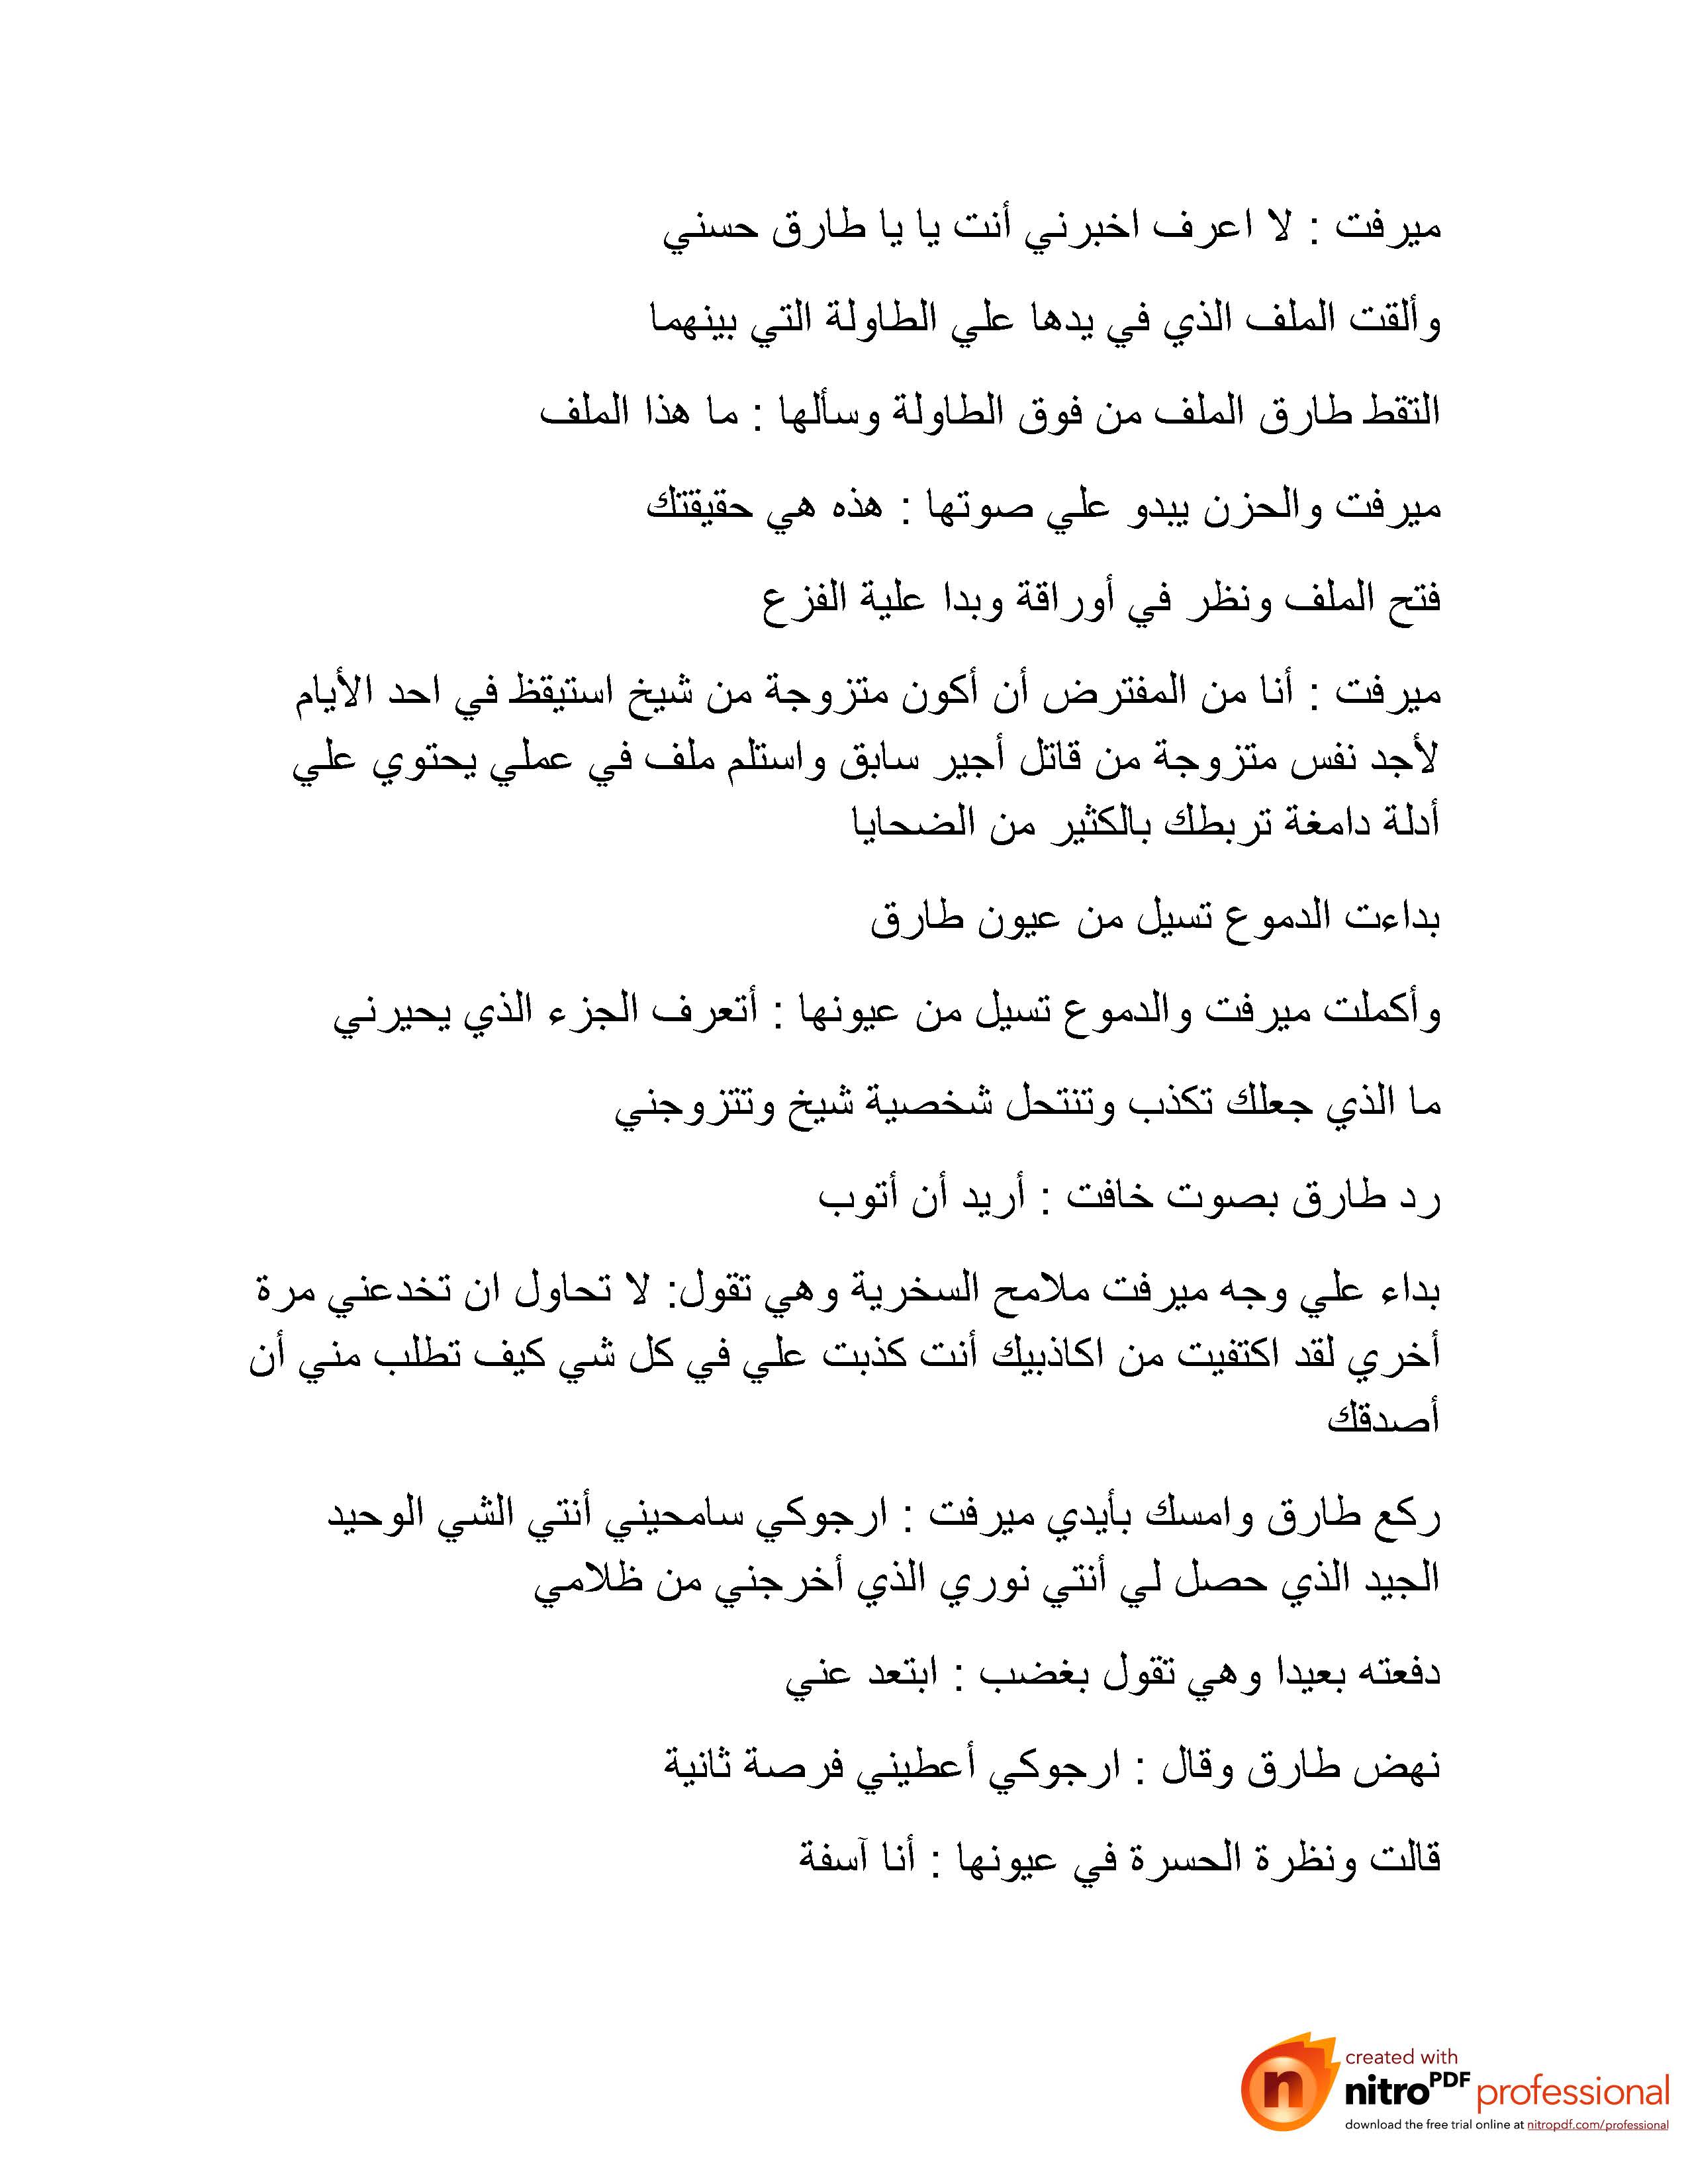 ميرفت : لا اعرف اخبرني أنت يا يا طارق حسني
وألقت الملف الذي في يدها علي الطاولة التي بينهما
التقط طارق الملف من فوق الطاولة وسألها : ما هذا الملف
ميرفت والحزن يبدو علي صوتها : هذه هي حقيقتك
فتح الملف ونظر في أوراقة وبدا علية الفزع
ميرفت : أنا من المفترض أن أكون متزوجة من شيخ استيقظ في احد الأيام
لأجد نفس متزوجة من قاتل أجير سابق واستلم ملف في عملي يحتوي علي
أدلة دامغة تربطك بالكثير من الضحايا
بداءت الدموع تسيل من عيون طارق
وأكملت ميرفت والدموع تسيل من عيونها : أتعرف الجزء الذي يحيرني
ما الذي جعلك تكذب وتنتحل شخصية شيخ وتتزوجني
رد طارق بصوت خافت : أريد أن أتوب
بداء علي وجه ميرفت ملامح السخرية وهي تقول: لا تحاول ان تخدعني مرة
أخري لقد اكتفيت من اكاذبيك أنت كذبت علي في كل شي كيف تطلب مني أن
أصدقك
ركع طارق وامسك بأيدي ميرفت : ارجوكي سامحيني أنتي الشي الوحيد
الجيد الذي حصل لي أنتي نوري الذي أخرجني من ظلامي
دفعته بعيدا وهي تقول بغضب : ابتعد عني
نهض طارق وقال : ارجوكي أعطيني فرصة ثانية
قالت ونظرة الحسرة في عيونها : أنا آسفة
created with
nitroPDF professional
download the free trial online at nitropdf.com/professional